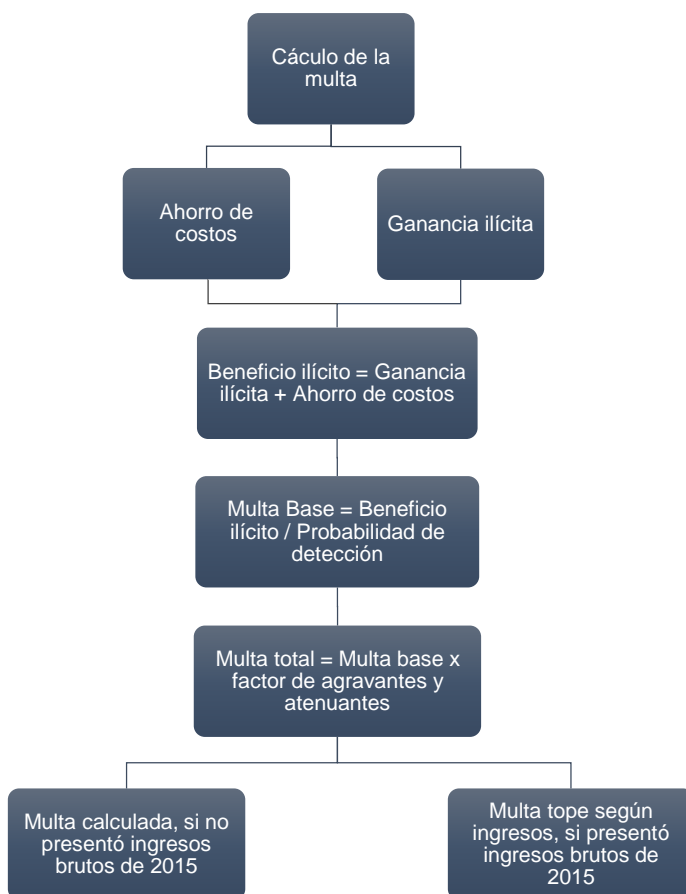 Cáculo de la
multa
Ahorro de
costos
Ganancia ilícita
Beneficio ilícito = Ganancia
ilícita + Ahorro de costos
Multa Base = Beneficio
ilícito / Probabilidad de
detección
Multa total = Multa base x
factor de agravantes y
atenuantes
Multa calculada, si no
presentó ingresos
brutos de 2015
Multa tope según
ingresos, si presentó
ingresos brutos de
2015